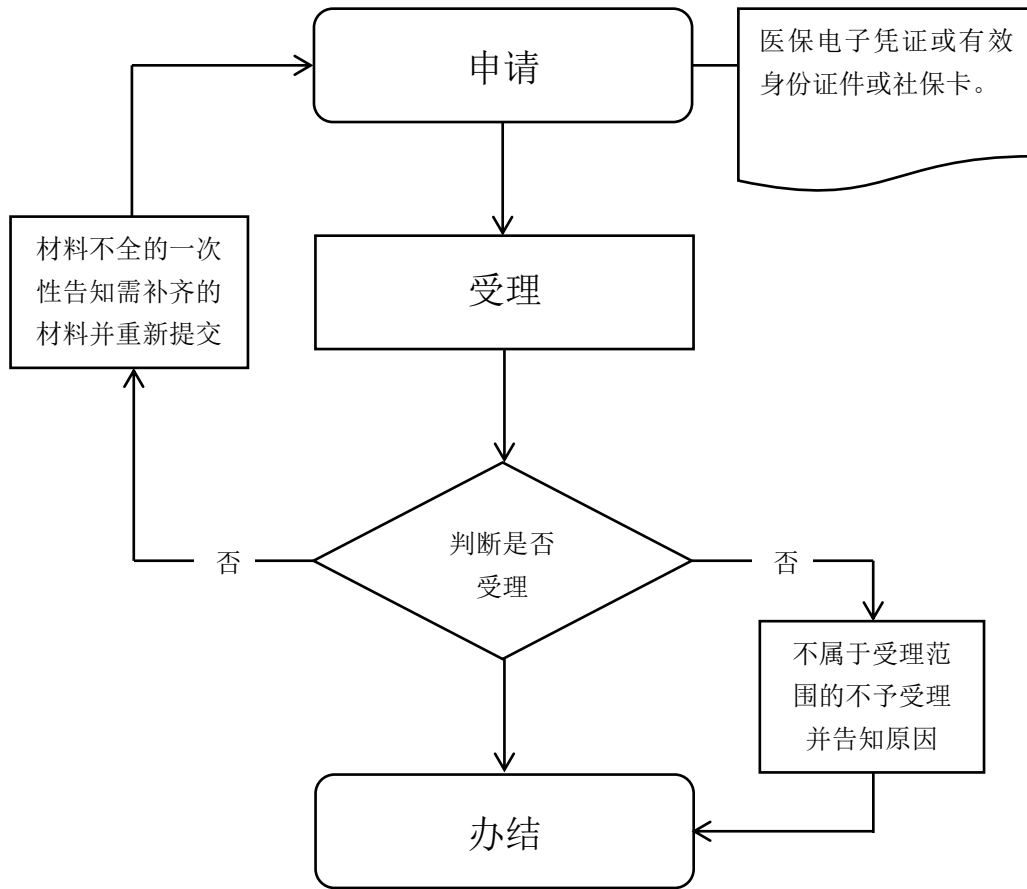 申请
医保电子凭证或有效
身份证件或社保卡。
材料不全的一次
性告知需补齐的
材料并重新提交
受理
判断是否
受理
否
否
不属于受理范
围的不予受理
并告知原因
办结